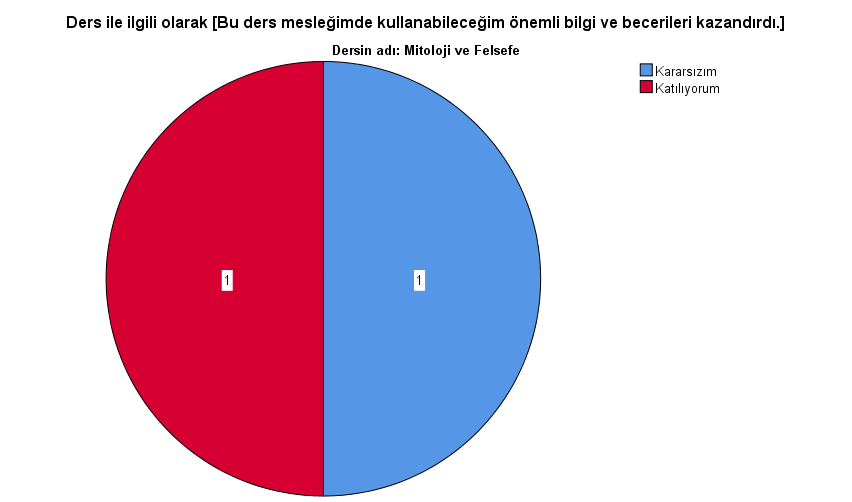 Ders ile ilgili olarak [Bu ders mesleğimde kullanabileceğim önemli bilgi ve becerileri kazandırdı.]
Dersin adı: Mitoloji ve Felsefe
Kararsızım
Katılıyorum
1
1